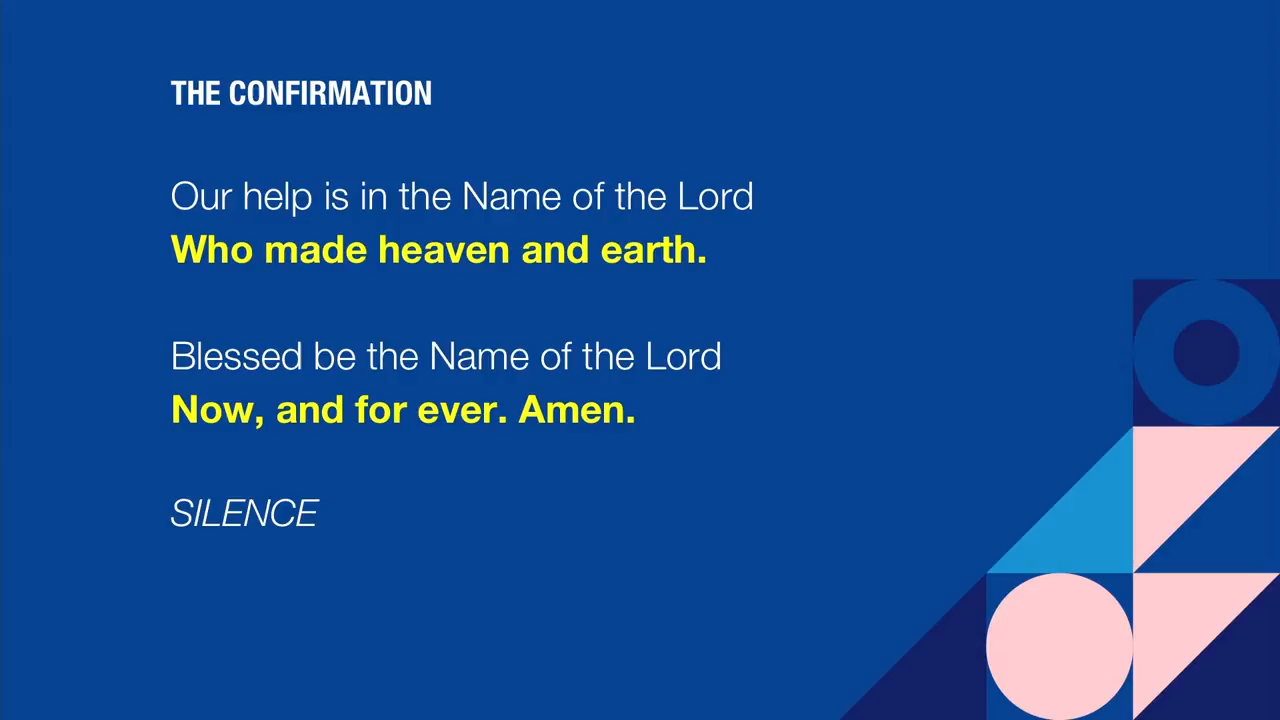 THE CONFIRMATION
Our help is in the Name of the Lord
Who made heaven and earth.
Blessed be the Name of the Lord
Now, and for ever. Amen.
SILENCE